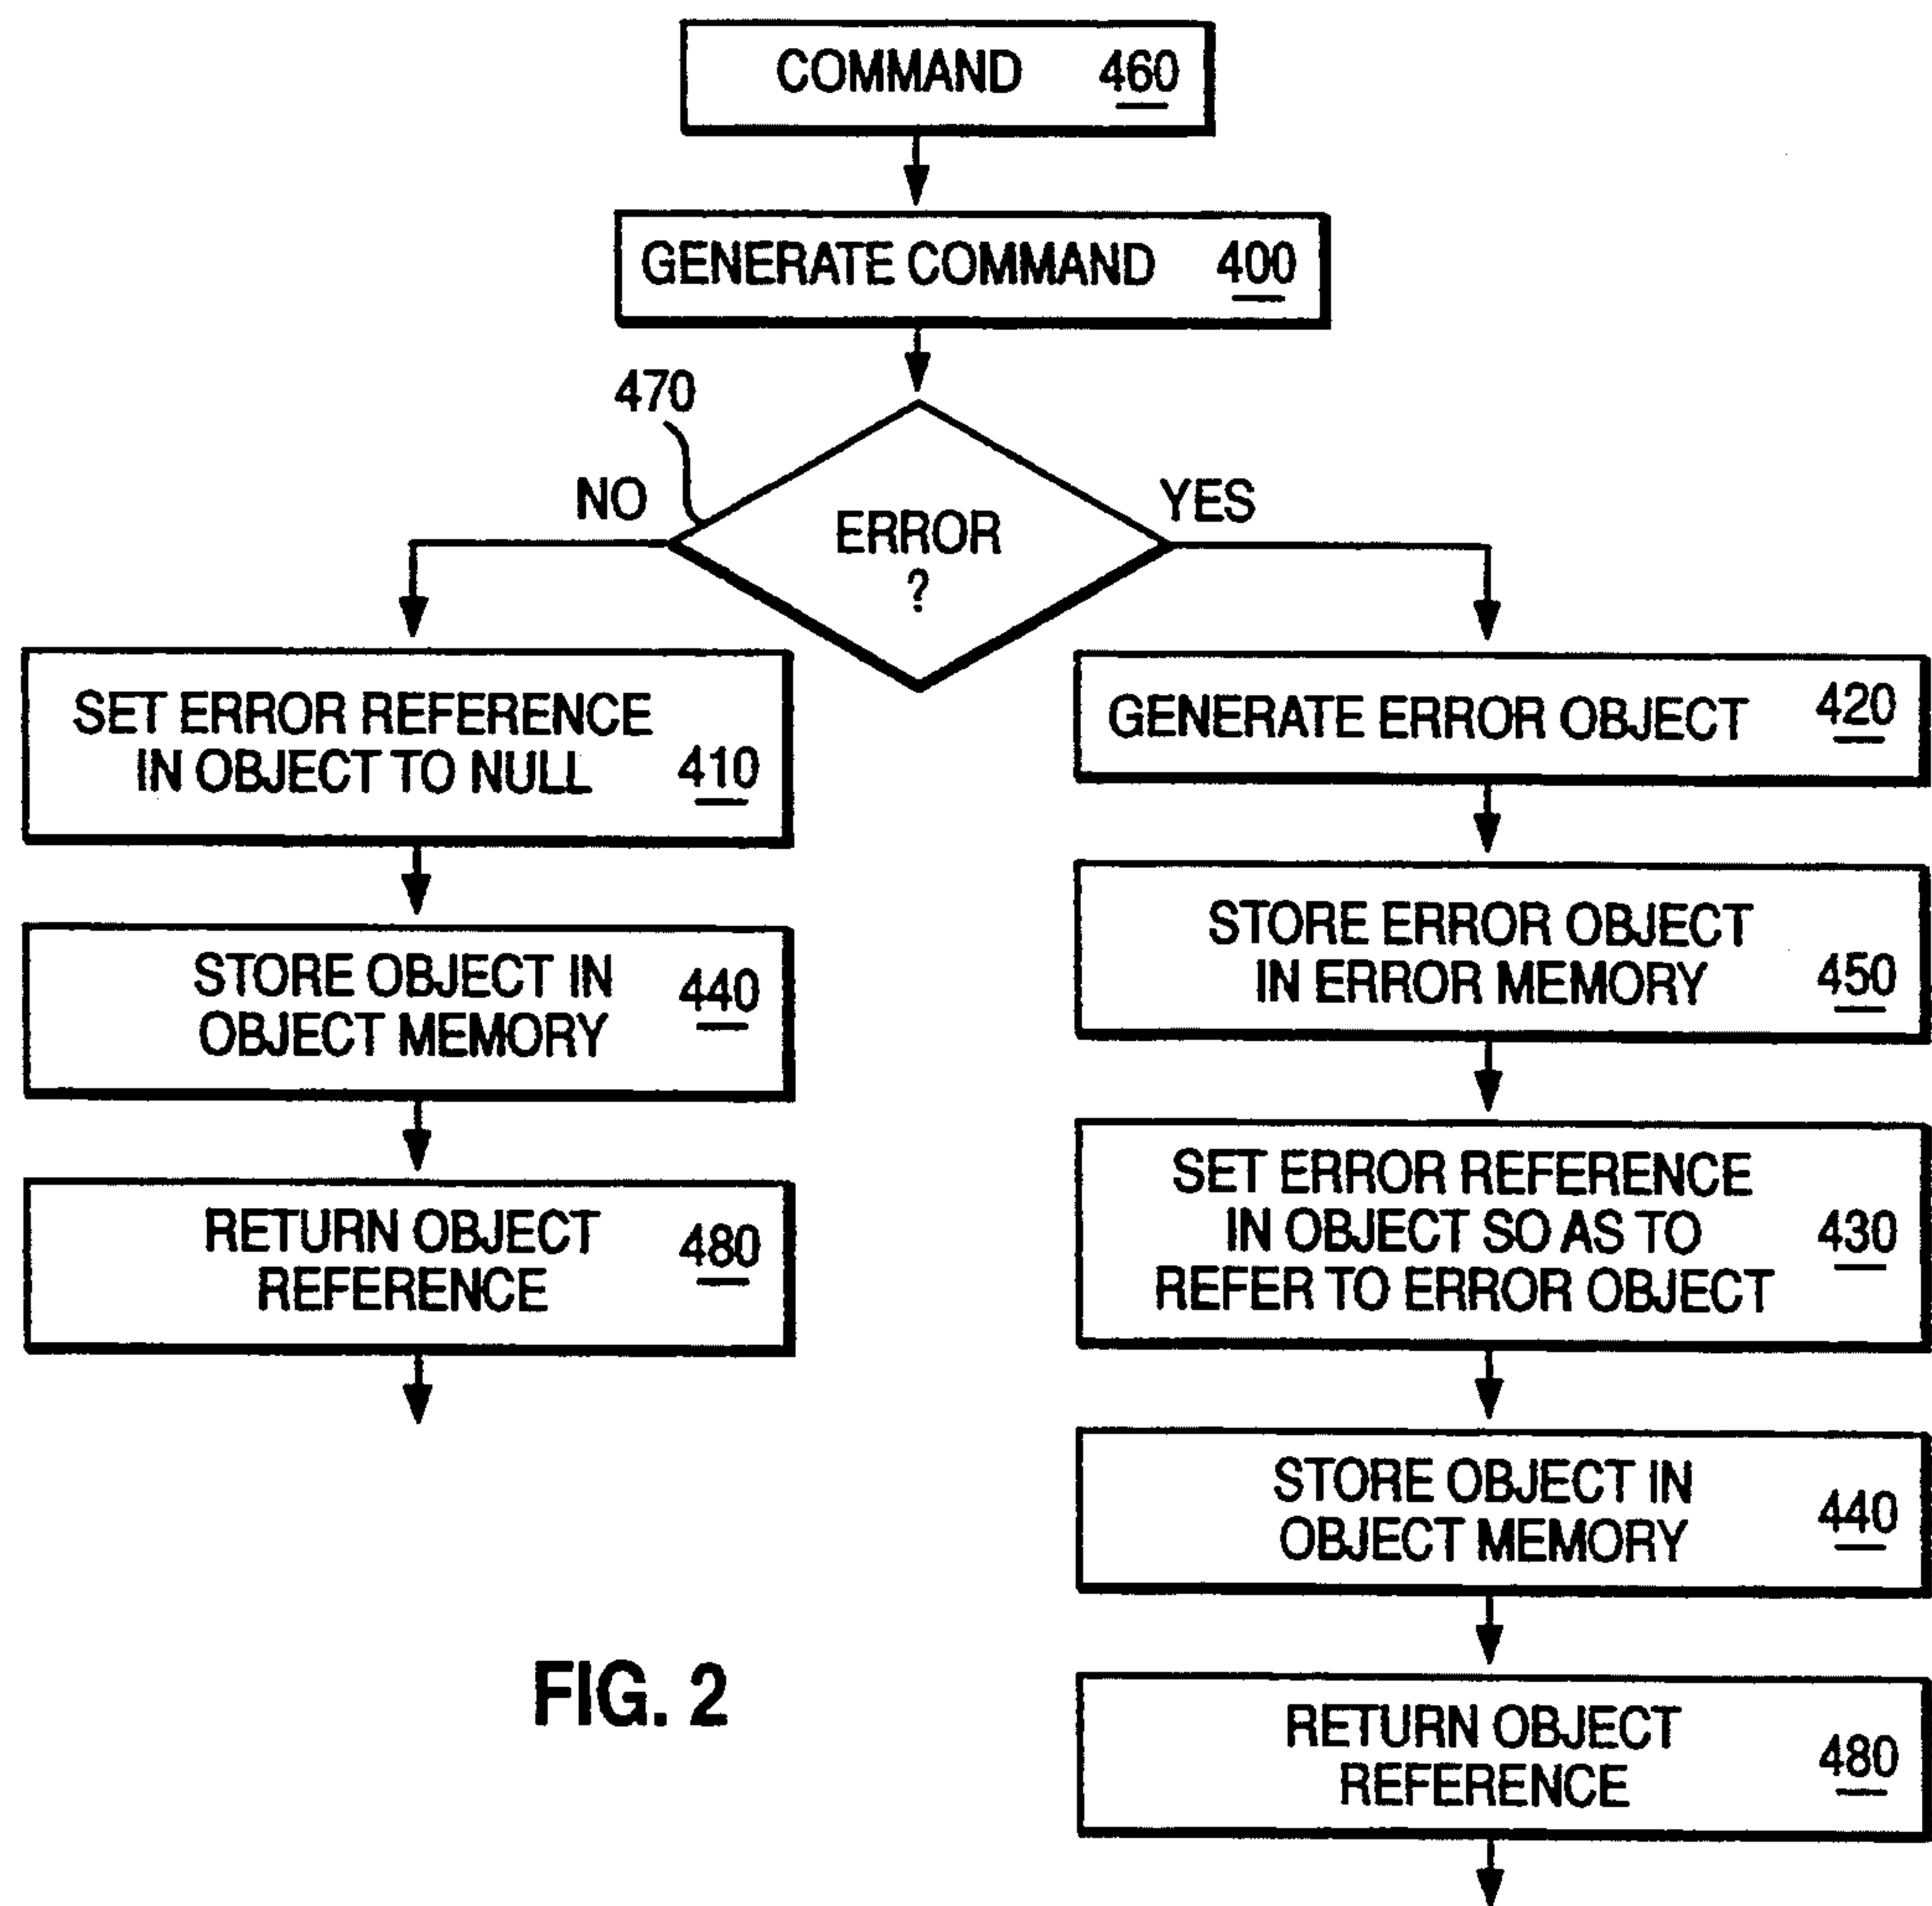 COMMAND 460
GENERATE COMMAND 400
470
NO
YES
ERROR
?
SET ERROR REFERENCE
IN OBJECT TO NULL 410
STORE OBJECT IN
OBJECT MEMORY 440
RETURN OBJECT
REFERENCE 480
GENERATE ERROR OBJECT 420
STORE ERROR OBJECT
IN ERROR MEMORY 450
SET ERROR REFERENCE
IN OBJECT SO AS TO 430
REFER TO ERROR OBJECT
STORE OBJECT IN
OBJECT MEMORY 440
RETURN OBJECT
REFERENCE 480
FIG. 2